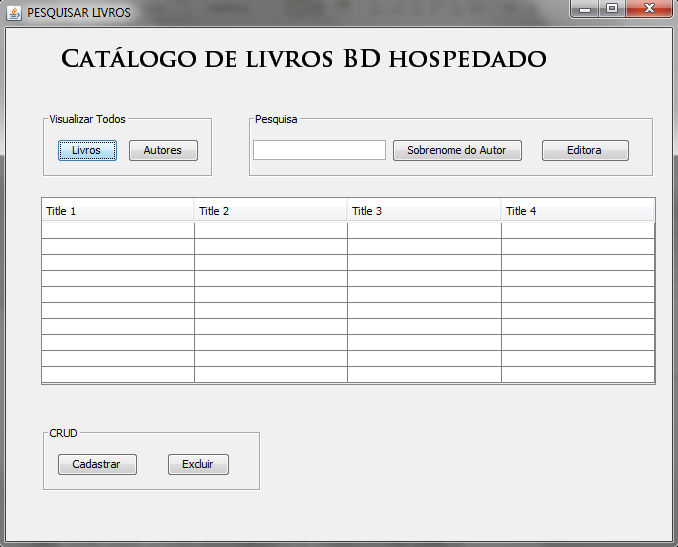 PESQUISAR LIVROS
CATÁLOGO DE LIVROS BD HOSPEDADO
Visualizar Todos
Livros
Autores
Pesquisa
Sobrenome do Autor
Editora
Title 1
Title 2
Title 3
Title 4
CRUD
Cadastrar
Excluir